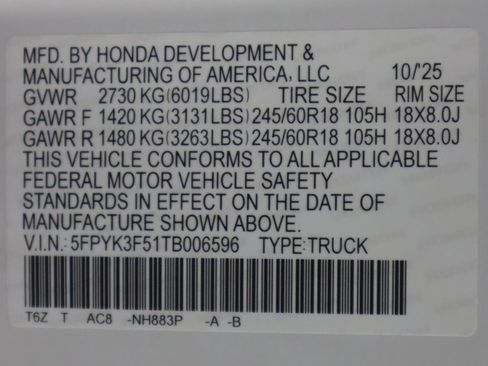 MFD. BY HONDA DEVELOPMENT &
MANUFACTURING OF AMERICA, LLC 10/'25
GVWR 2730 KG(6019LBS) TIRE SIZE RIM SIZE
GAWR F 1420 KG(3131LBS) 245/60R18 105H 18X8.0J
GAWR R 1480 KG(3263LBS) 245/60R18 105H 18X8.0J
THIS VEHICLE CONFORMS TO ALL APPLICABLE
FEDERAL MOTOR VEHICLE SAFETY
STANDARDS IN EFFECT ON THE DATE OF
MANUFACTURE SHOWN ABOVE.
V.I.N.: 5FPYK3F51TB006596 TYPE:TRUCK
T6Z T AC8 -NH883P -A -B